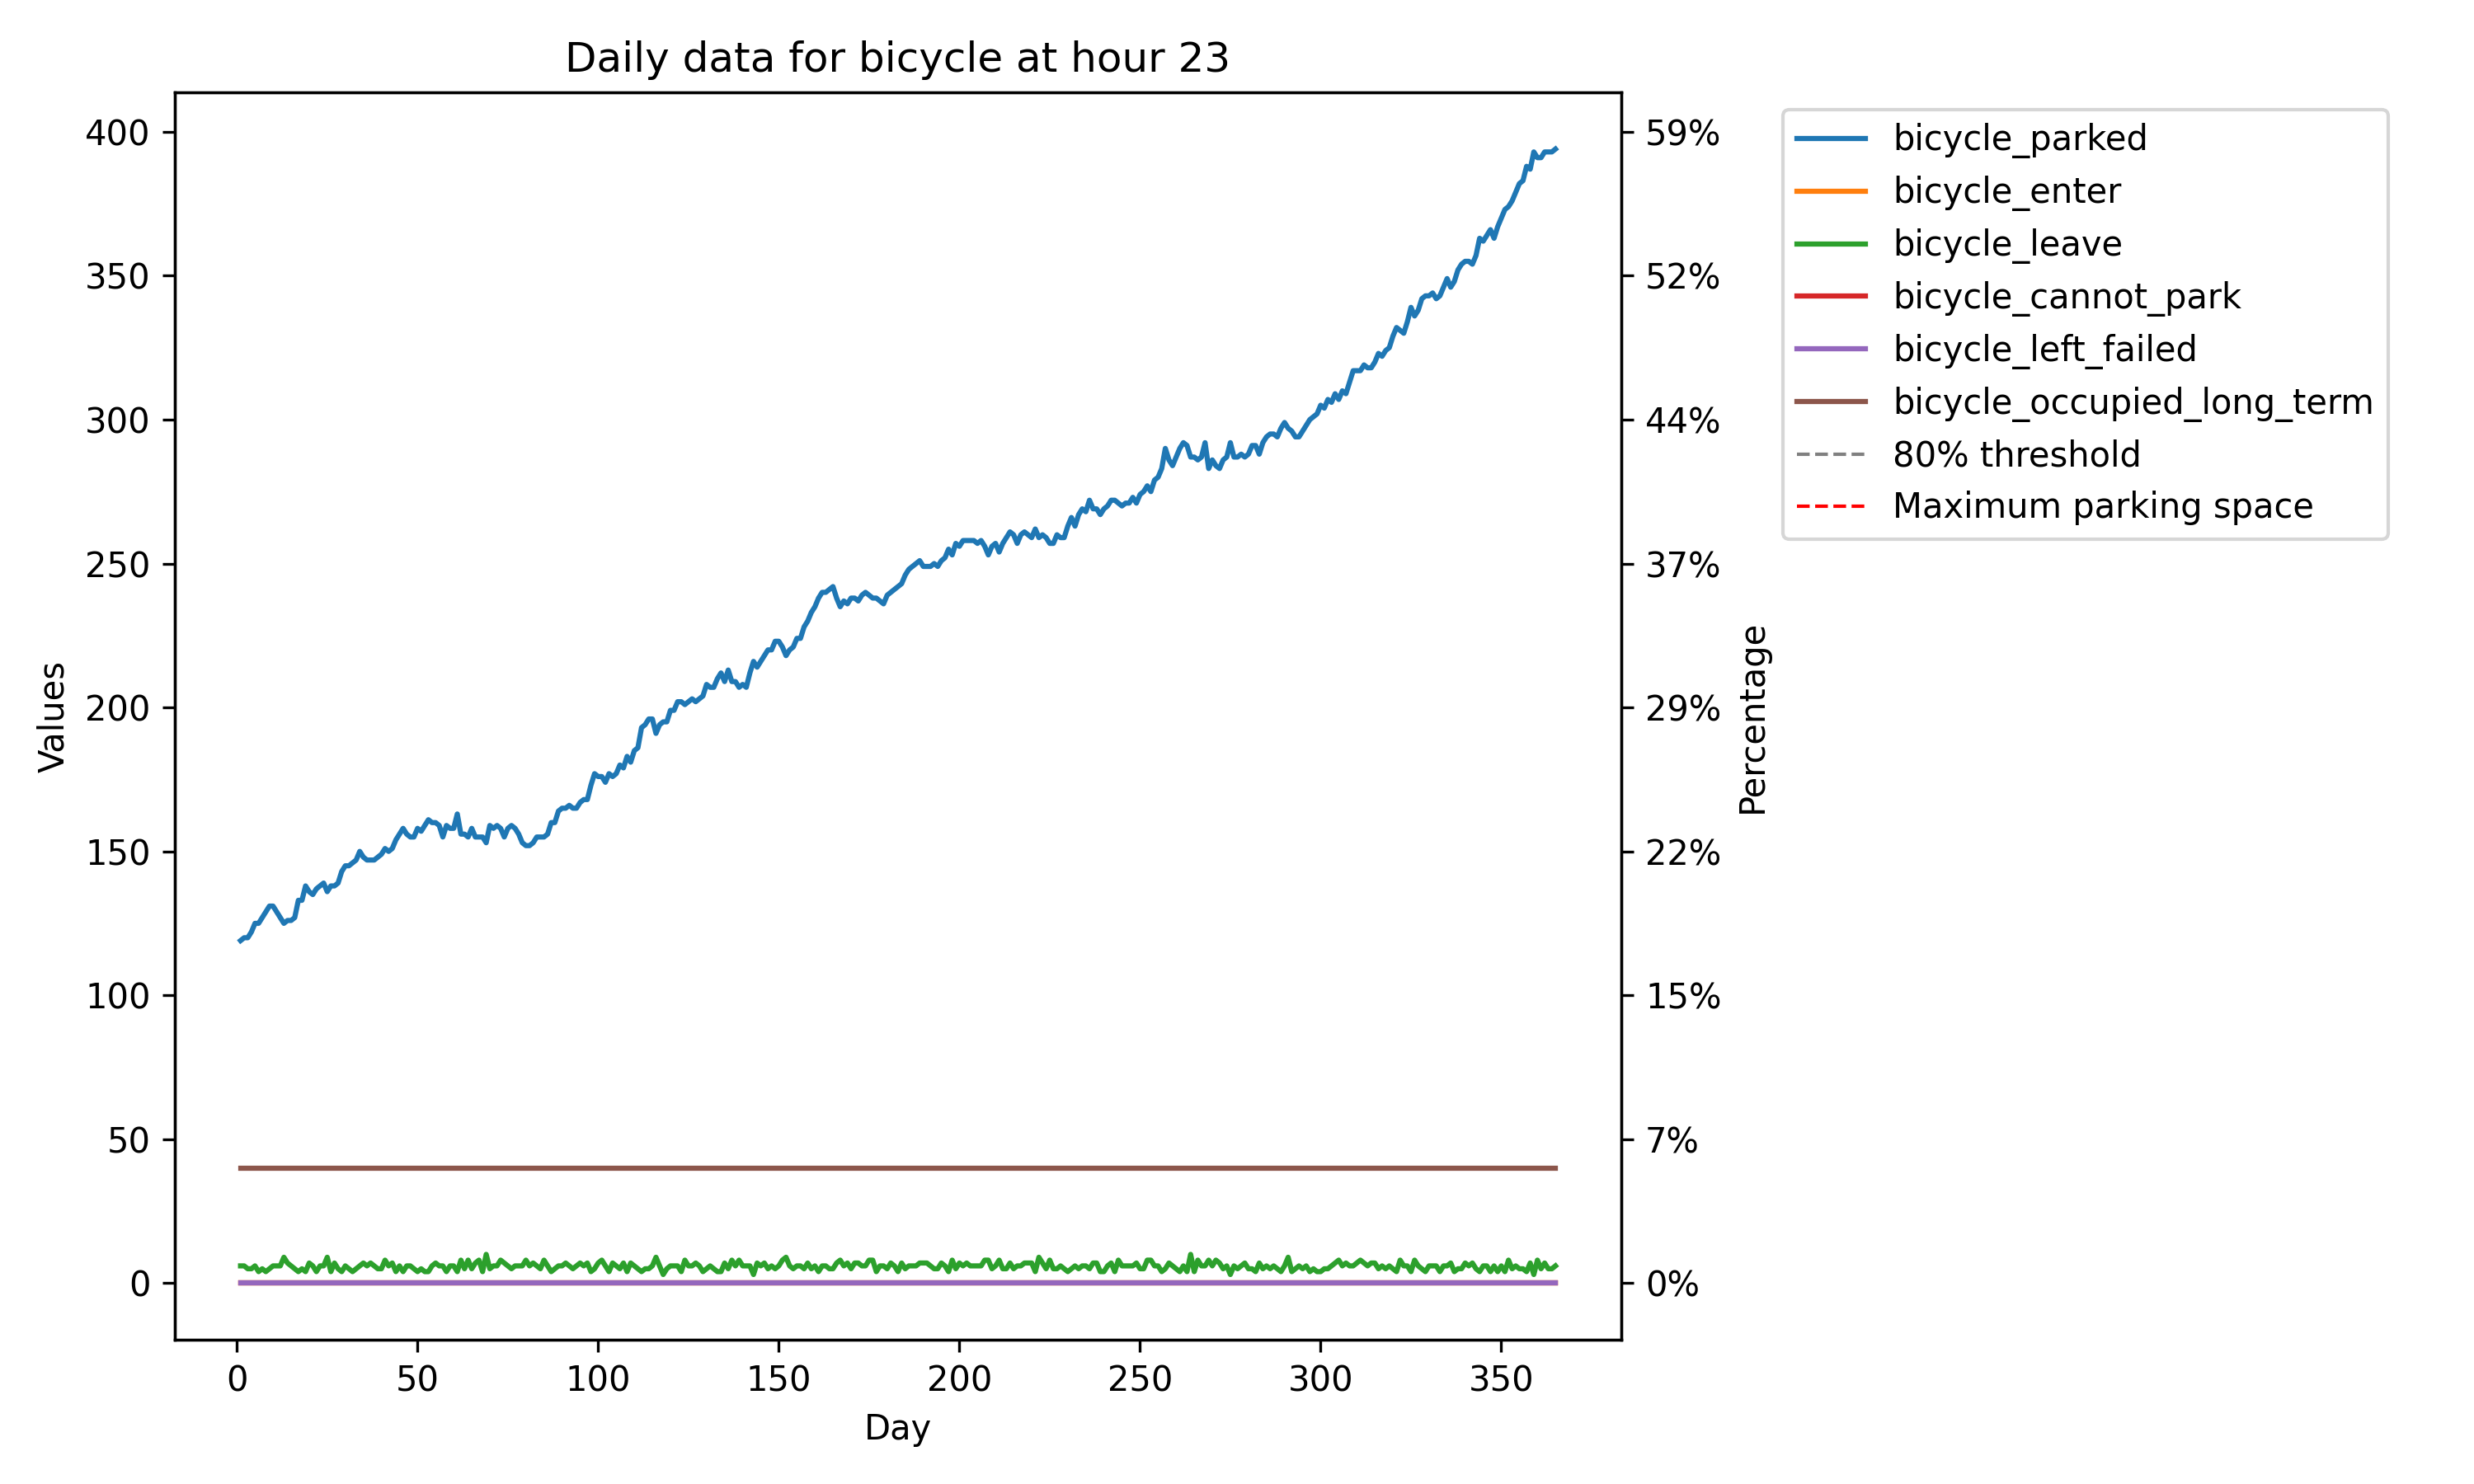 Daily data for bicycle at hour 23
400
350
300
250
200
150
100
50
0
Values
0 50 100 150 200 250 300 350
Day
59%
52%
44%
37%
29%
22%
15%
7%
0%
Percentage
bicycle_parked
bicycle_enter
bicycle_leave
bicycle_cannot_park
bicycle_left_failed
bicycle_occupied_long_term
80% threshold
Maximum parking space